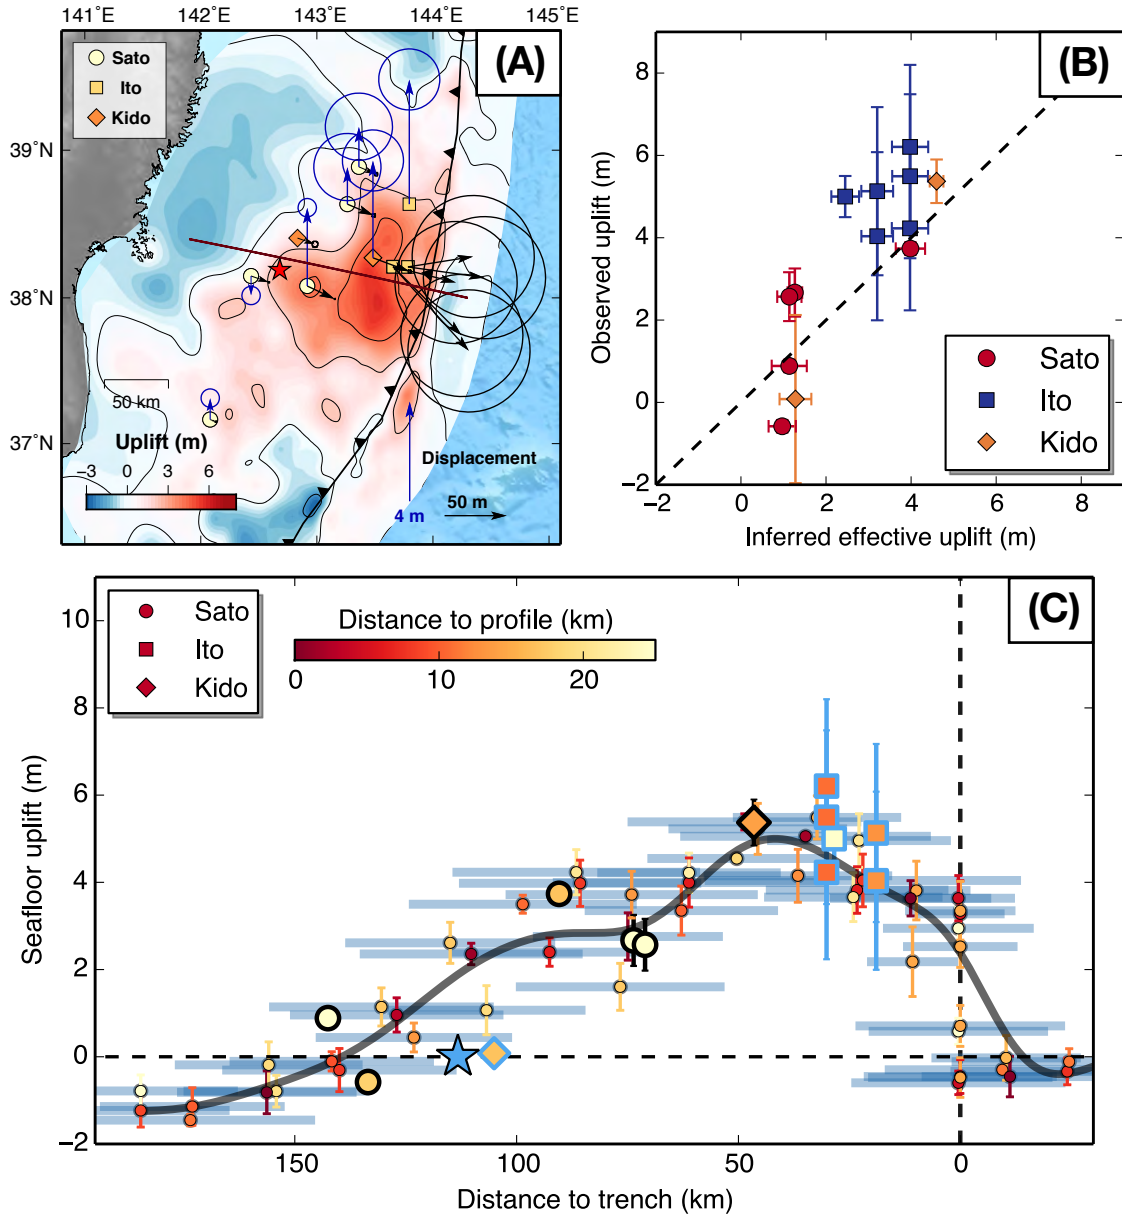 141°E 142°E 143°E 144°E 145°E
(A)
Sato
Ito
Kido
39°N
38°N
37°N
50 km
Uplift (m)
−3 0 3 6
Displacement
4 m 50 m
(B)
8
6
4
2
0
−2
Observed uplift (m)
Sato
Ito
Kido
−2 0 2 4 6 8
Inferred effective uplift (m)
(C)
Sato
Ito
Kido
Distance to profile (km)
0 10 20
10
8
6
4
2
0
−2
Seafloor uplift (m)
150 100 50 0
Distance to trench (km)